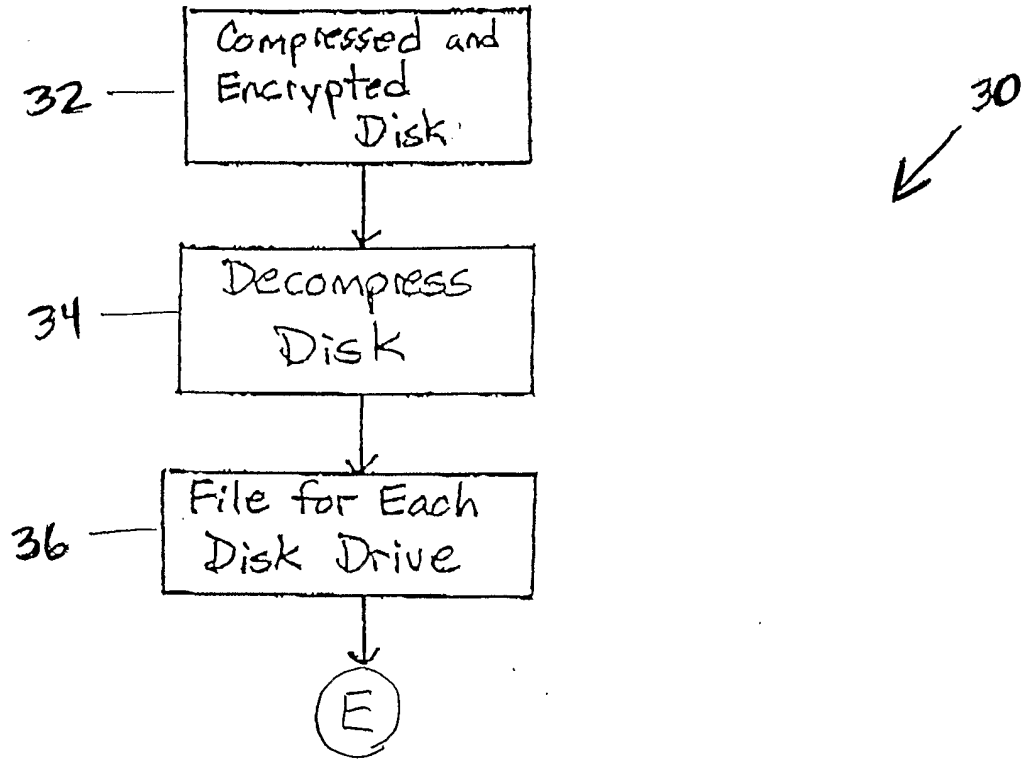 Compressed and
Encrypted
Disk
32
30
Decompress
Disk
34
File for Each
Disk Drive
36
E